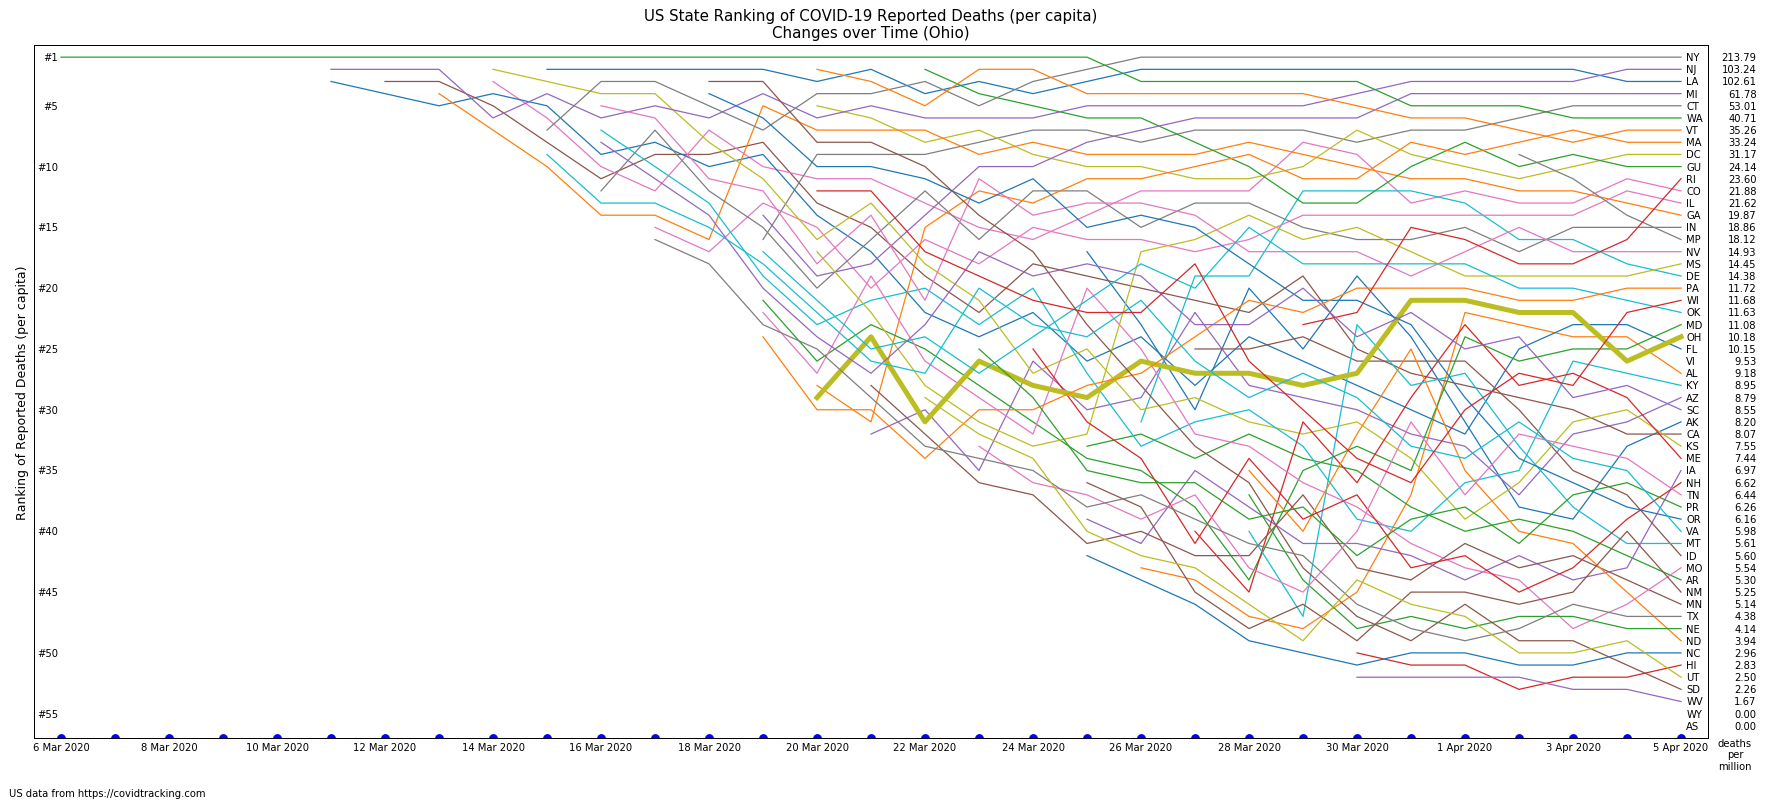 US State Ranking of COVID-19 Reported Deaths (per capita)
Changes over Time (Ohio)
Ranking of Reported Deaths (per capita)
#1
#5
#10
#15
#20
#25
#30
#35
#40
#45
#50
#55
NY 213.79
NJ 103.24
LA 102.61
MI 61.78
CT 53.01
WA 40.71
VT 35.26
MA 33.24
DC 31.17
GU 24.14
RI 23.60
CO 21.88
IL 21.62
GA 19.87
IN 18.86
MP 18.12
NV 14.93
MS 14.45
DE 14.38
PA 11.72
WI 11.68
OK 11.63
MD 11.08
OH 10.18
FL 10.15
VI 9.53
AL 9.18
KY 8.95
AZ 8.79
SC 8.55
AK 8.20
CA 8.07
KS 7.55
ME 7.44
IA 6.97
NH 6.62
TN 6.44
PR 6.26
OR 6.16
VA 5.98
MT 5.61
ID 5.60
MO 5.54
AR 5.30
NM 5.25
MN 5.14
TX 4.38
NE 4.14
ND 3.94
NC 2.96
HI 2.83
UT 2.50
SD 2.26
WV 1.67
WY 0.00
AS 0.00
6 Mar 2020 8 Mar 2020 10 Mar 2020 12 Mar 2020 14 Mar 2020 16 Mar 2020 18 Mar 2020 20 Mar 2020 22 Mar 2020 24 Mar 2020 26 Mar 2020 28 Mar 2020 30 Mar 2020 1 Apr 2020 3 Apr 2020 5 Apr 2020
deaths
per
million
US data from https://covidtracking.com